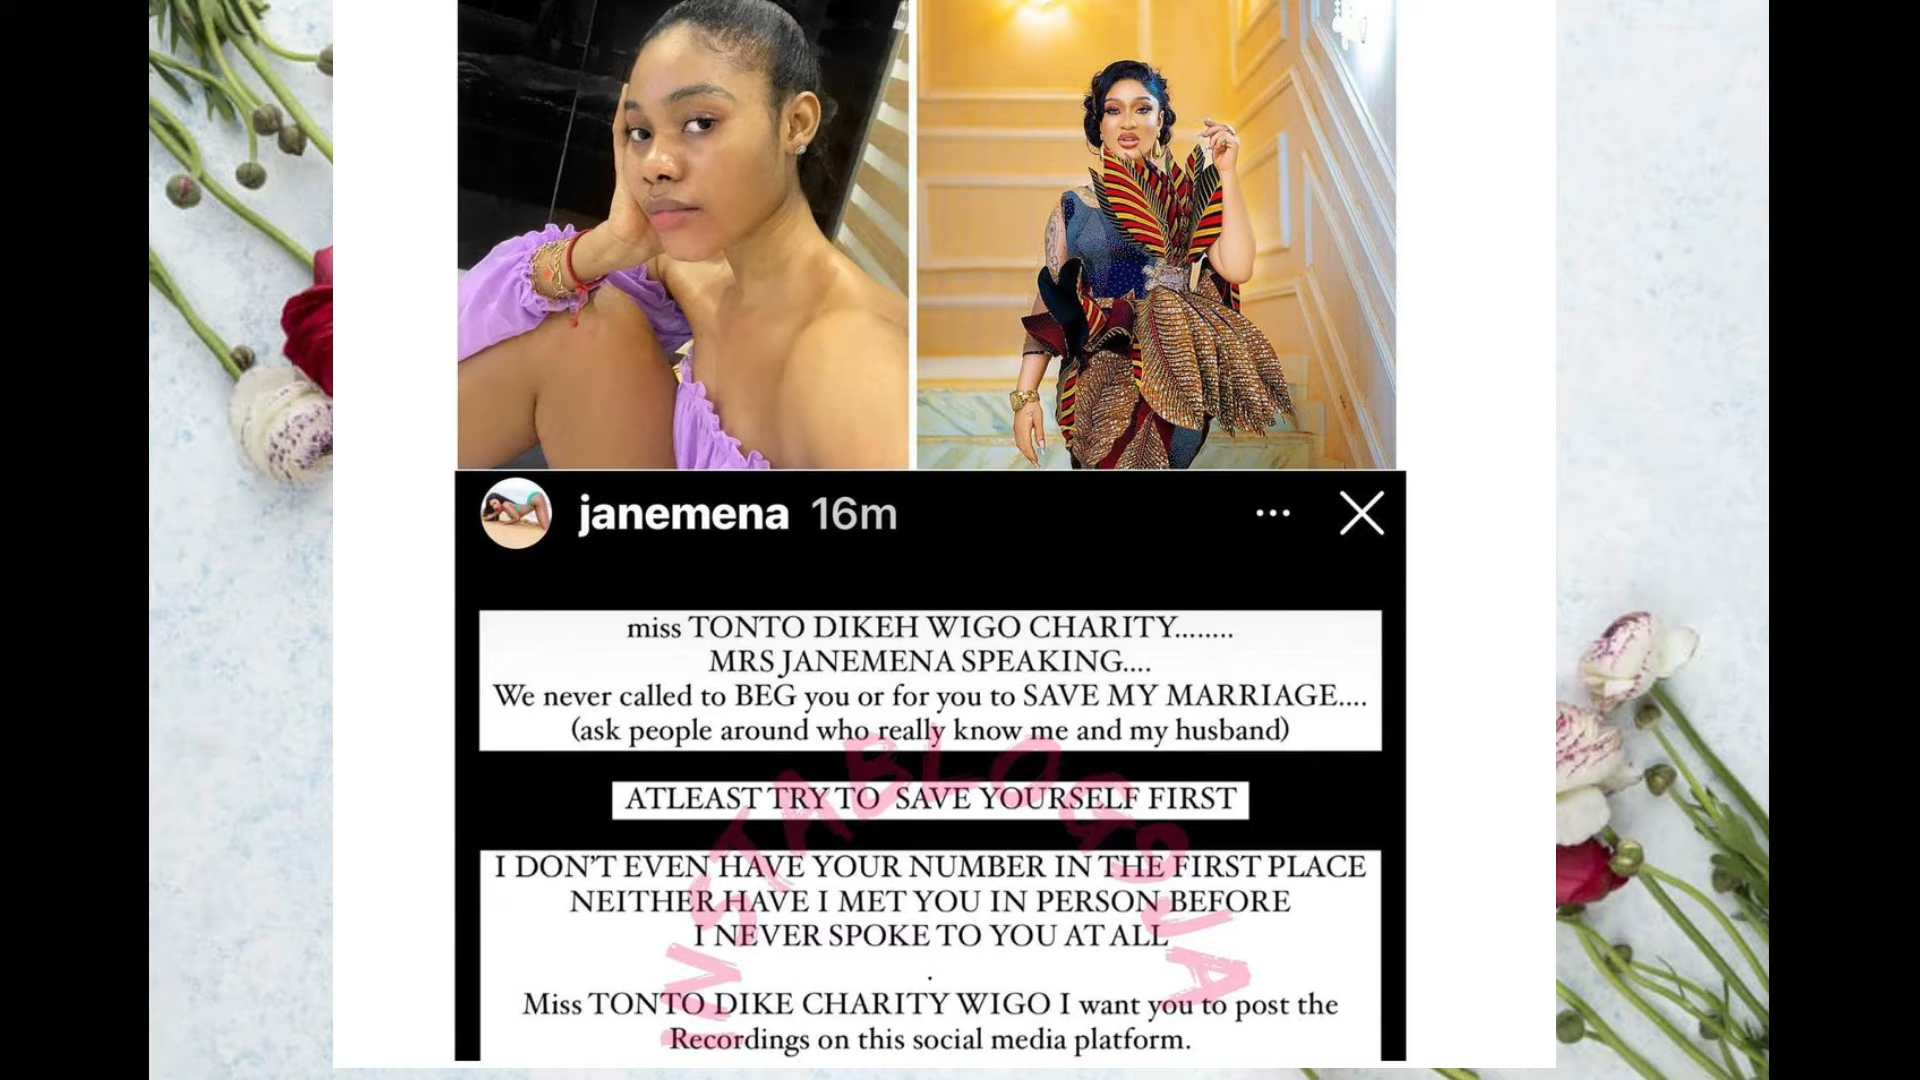 janemena 16m
miss TONTO DIKEH WIGO CHARITY........
MRS JANEMENA SPEAKING....
We never called to BEG you or for you to SAVE MY MARRIAGE....
(ask people around who really know me and my husband)
ATLEAST TRY TO SAVE YOURSELF FIRST
I DON'T EVEN HAVE YOUR NUMBER IN THE FIRST PLACE
NEITHER HAVE I MET YOU IN PERSON BEFORE
I NEVER SPOKE TO YOU AT ALL
.
Miss TONTO DIKE CHARITY WIGO I want you to post the
Recordings on this social media platform.
INSTABLOG9JA